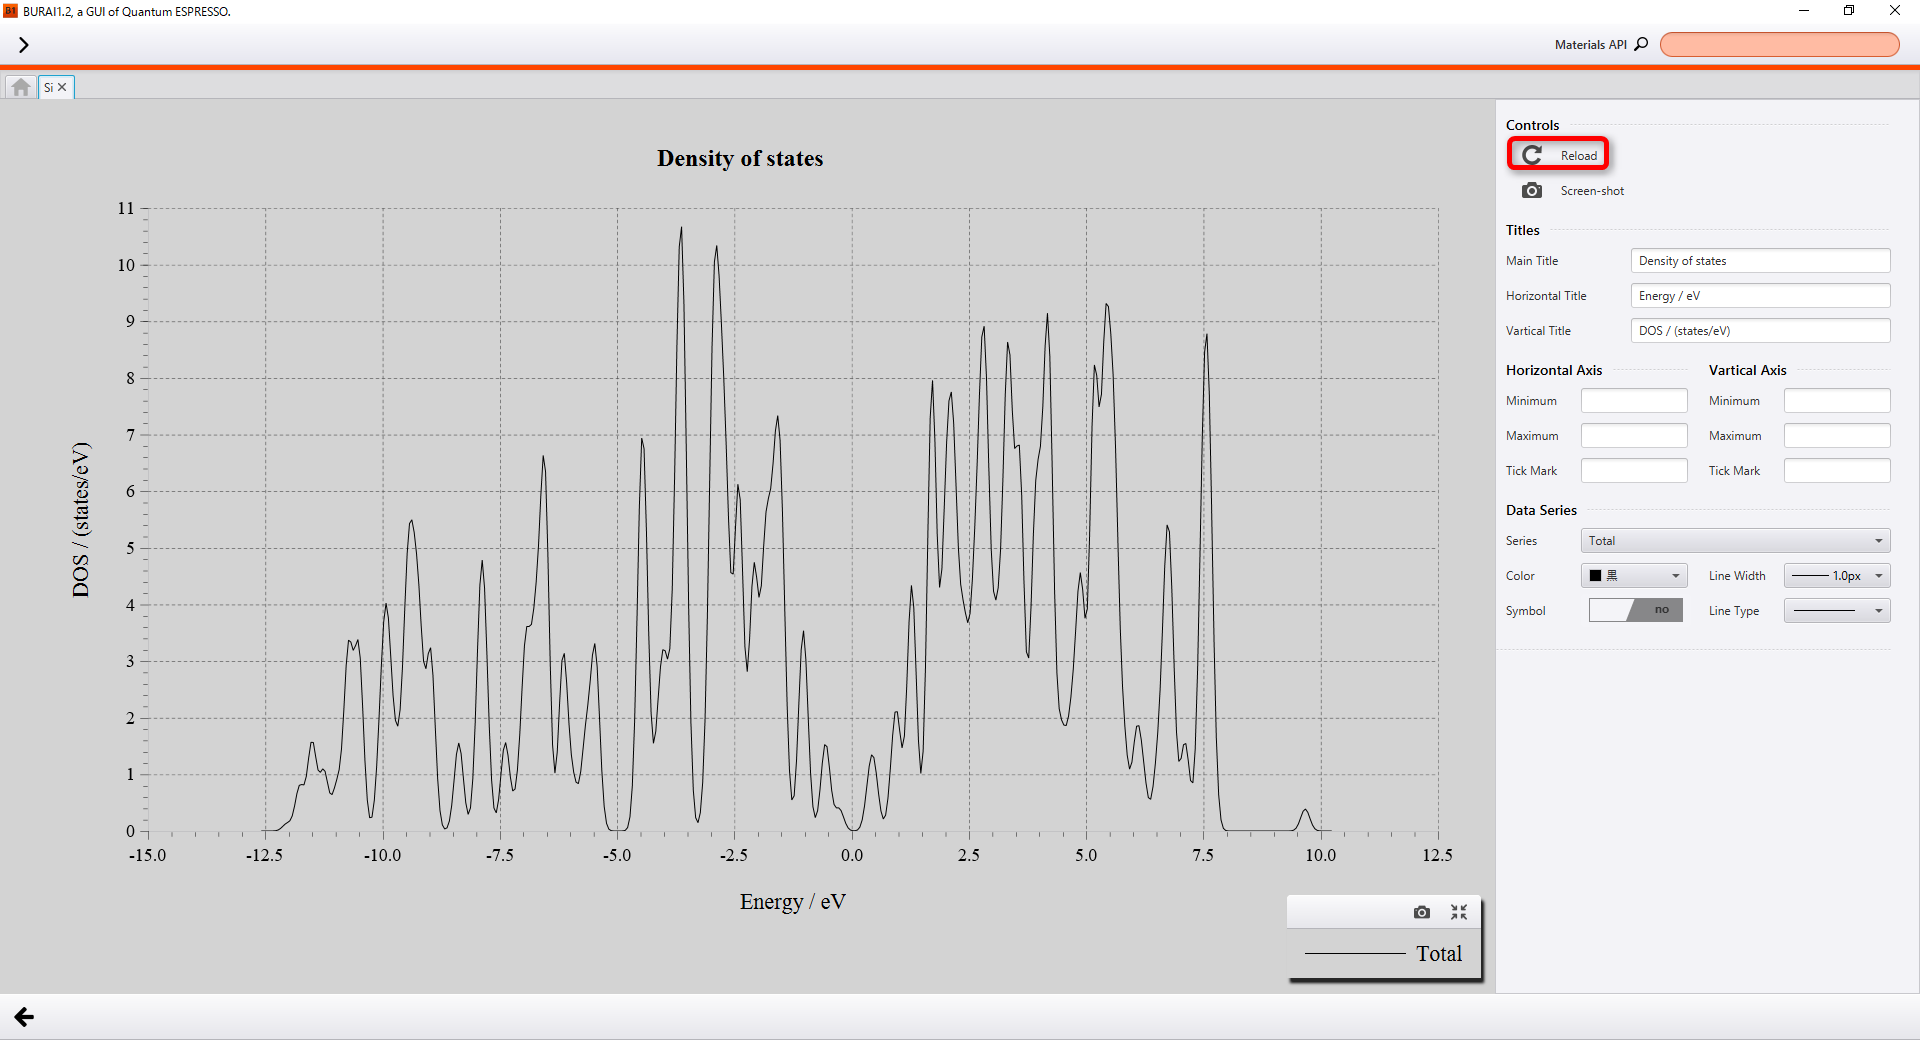 BURAI1.2, a GUI of Quantum ESPRESSO.
Materials API
Si
Density of states
11
10
9
8
7
6
5
4
3
2
1
0
DOS / (states/eV)
-15.0 -12.5 -10.0 -7.5 -5.0 -2.5 0.0 2.5 5.0 7.5 10.0 12.5
Energy / eV
Total
Controls
Reload
Screen-shot
Titles
Main Title Density of states
Horizontal Title Energy / eV
Vartical Title DOS / (states/eV)
Horizontal Axis Vartical Axis
Minimum Minimum
Maximum Maximum
Tick Mark Tick Mark
Data Series
Series Total
Color 黒 Line Width 1.0px
Symbol no Line Type